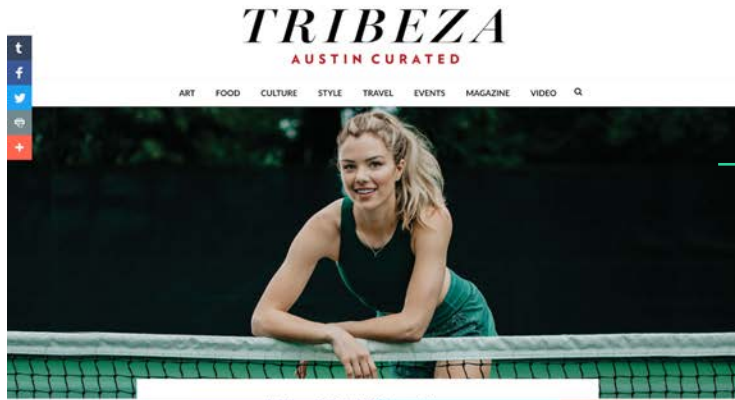 TRIBEZA
AUSTIN CURATED
ART FOOD CULTURE STYLE TRAVEL EVENTS MAGAZINE VIDEO